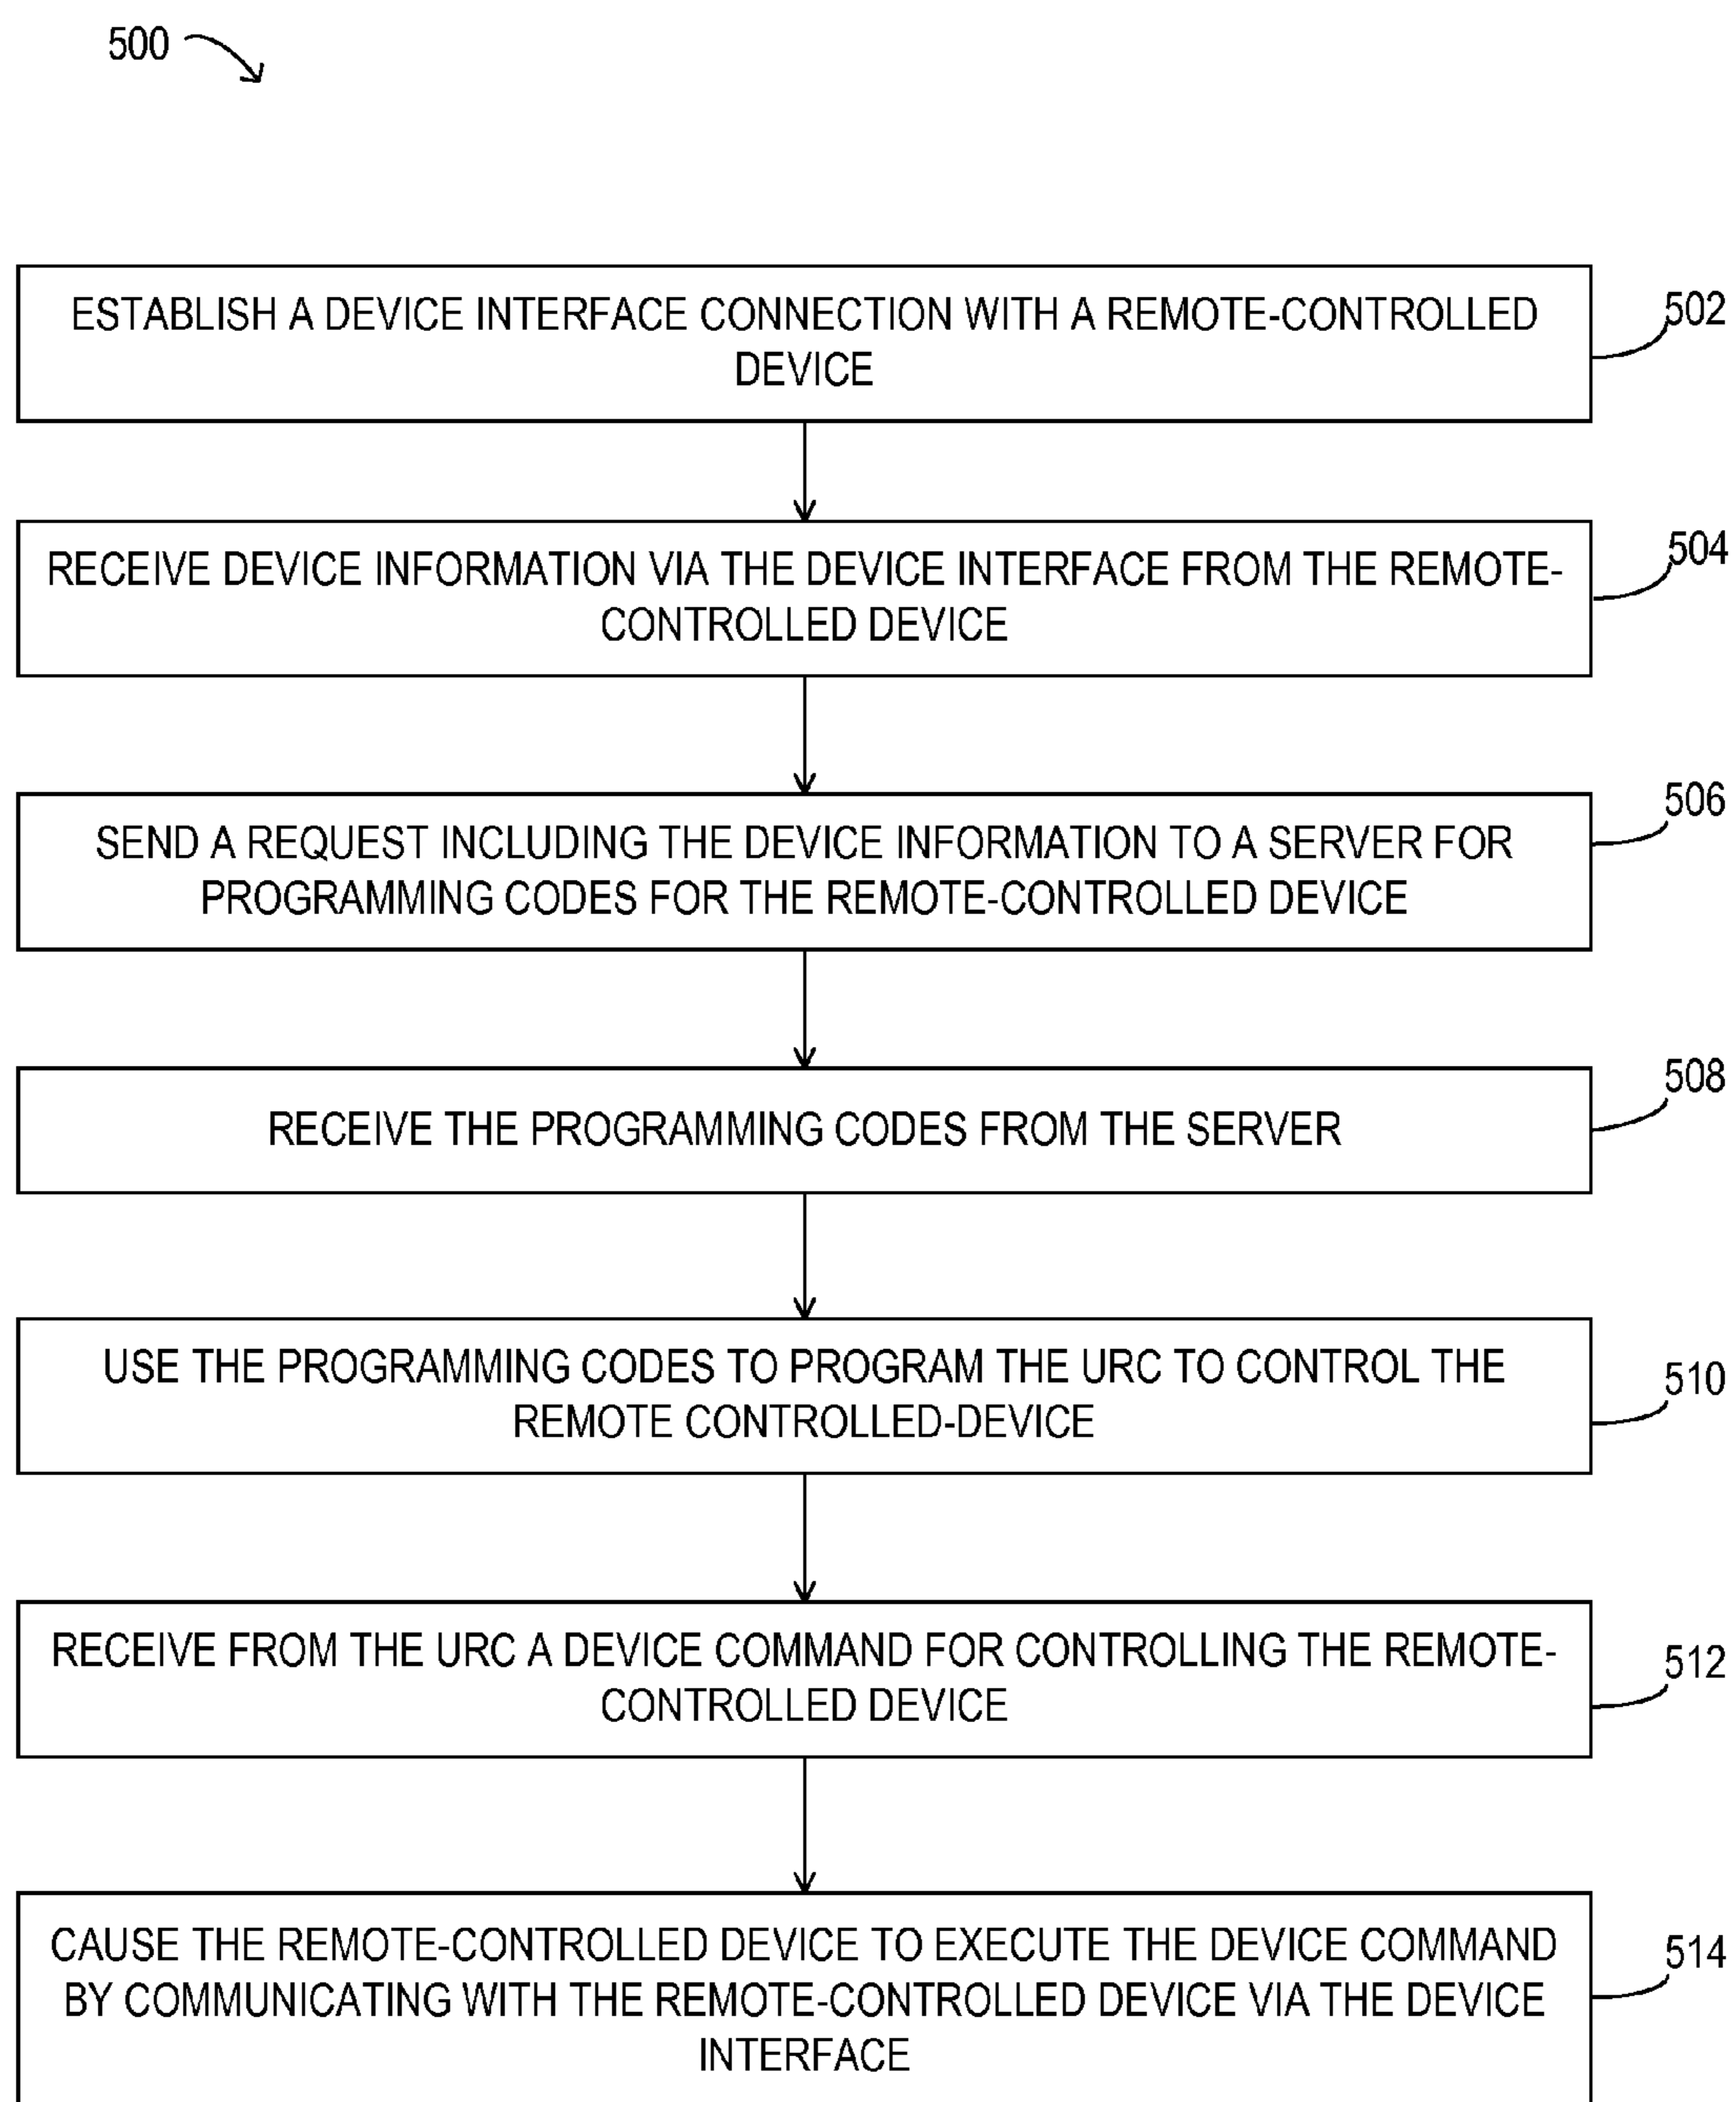 500
ESTABLISH A DEVICE INTERFACE CONNECTION WITH A REMOTE-CONTROLLED
DEVICE
502
RECEIVE DEVICE INFORMATION VIA THE DEVICE INTERFACE FROM THE REMOTE-
CONTROLLED DEVICE
504
SEND A REQUEST INCLUDING THE DEVICE INFORMATION TO A SERVER FOR
PROGRAMMING CODES FOR THE REMOTE-CONTROLLED DEVICE
506
RECEIVE THE PROGRAMMING CODES FROM THE SERVER
508
USE THE PROGRAMMING CODES TO PROGRAM THE URC TO CONTROL THE
REMOTE CONTROLLED-DEVICE
510
RECEIVE FROM THE URC A DEVICE COMMAND FOR CONTROLLING THE REMOTE-
CONTROLLED DEVICE
512
CAUSE THE REMOTE-CONTROLLED DEVICE TO EXECUTE THE DEVICE COMMAND
BY COMMUNICATING WITH THE REMOTE-CONTROLLED DEVICE VIA THE DEVICE
INTERFACE
514